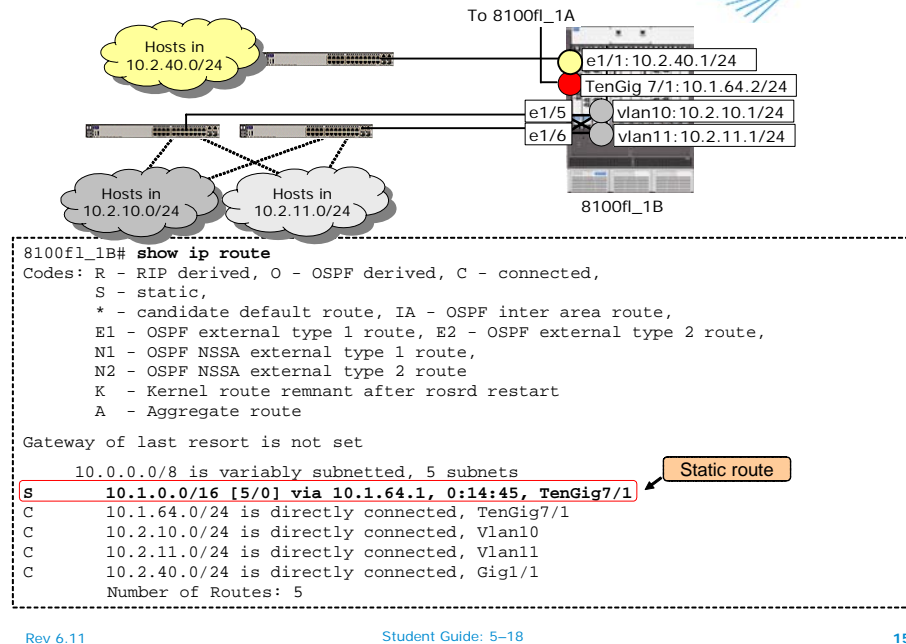 To 8100fl_1A
Hosts in
10.2.40.0/24
e1/1:10.2.40.1/24
TenGig 7/1:10.1.64.2/24
e1/5
vlan10:10.2.10.1/24
e1/6
vlan11:10.2.11.1/24
Hosts in
10.2.10.0/24
Hosts in
10.2.11.0/24
8100fl_1B
8100fl_1B# show ip route
Codes: R - RIP derived, O - OSPF derived, C - connected,
S - static,
* - candidate default route, IA - OSPF inter area route,
E1 - OSPF external type 1 route, E2 - OSPF external type 2 route,
N1 - OSPF NSSA external type 1 route,
N2 - OSPF NSSA external type 2 route
K - Kernel route remnant after rosrd restart
A - Aggregate route
Gateway of last resort is not set
10.0.0.0/8 is variably subnetted, 5 subnets
Static route
S 10.1.0.0/16 [5/0] via 10.1.64.1, 0:14:45, TenGig7/1
C 10.1.64.0/24 is directly connected, TenGig7/1
C 10.2.10.0/24 is directly connected, Vlan10
C 10.2.11.0/24 is directly connected, Vlan11
C 10.2.40.0/24 is directly connected, Gig1/1
Number of Routes: 5
Rev 6.11
Student Guide: 5–18